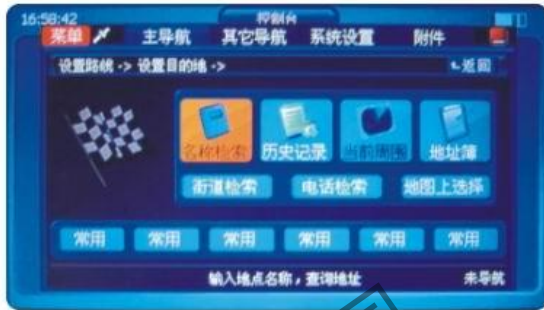 16:58:42 控制台
菜单 主导航 其它导航 系统设置 附件
设置路线 -> 设置目的地 -> 返回
名称检索 历史记录 当前周围 地址簿
街道检索 电话检索 地图上选择
常用 常用 常用 常用 常用 常用
输入地点名称，查询地址 未导航